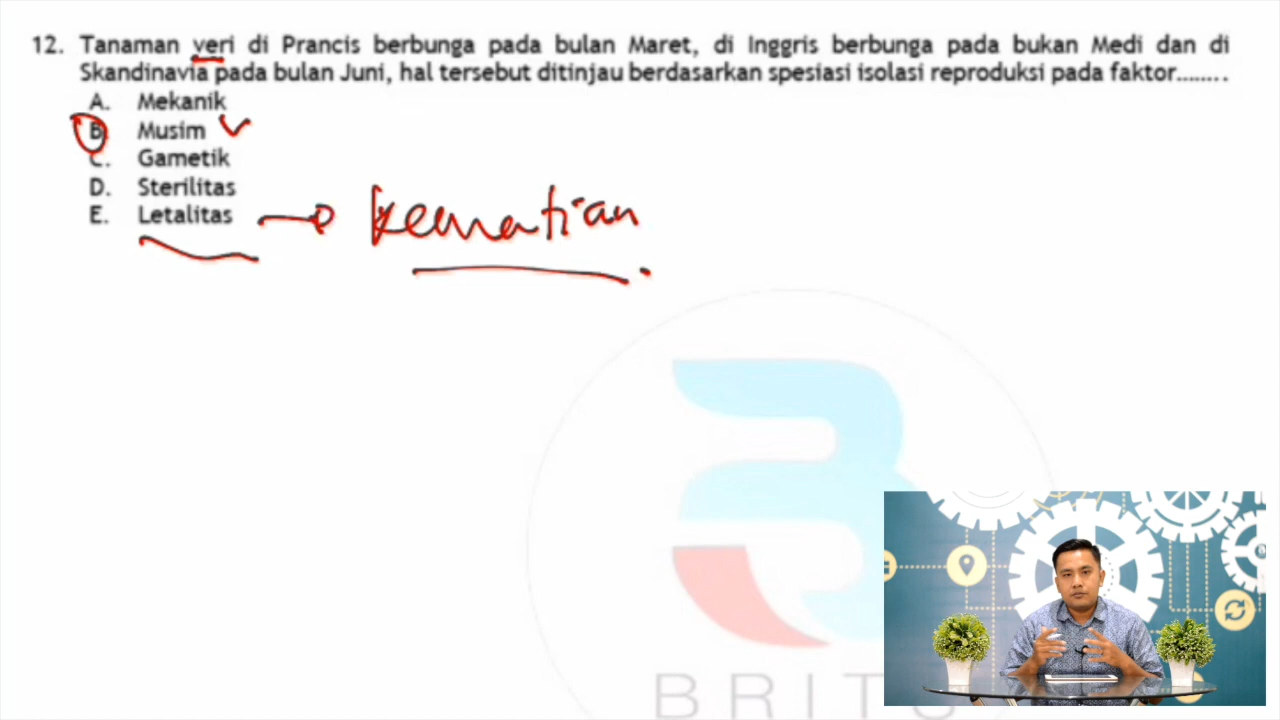 12. Tanaman veri di Prancis berbunga pada bulan Maret, di Inggris berbunga pada bukan Medi dan di
Skandinavia pada bulan Juni, hal tersebut ditinjau berdasarkan spesiasi isolasi reproduksi pada faktor........
A. Mekanik
B. Musim
C. Gametik
D. Sterilitas
E. Letalitas
kematian